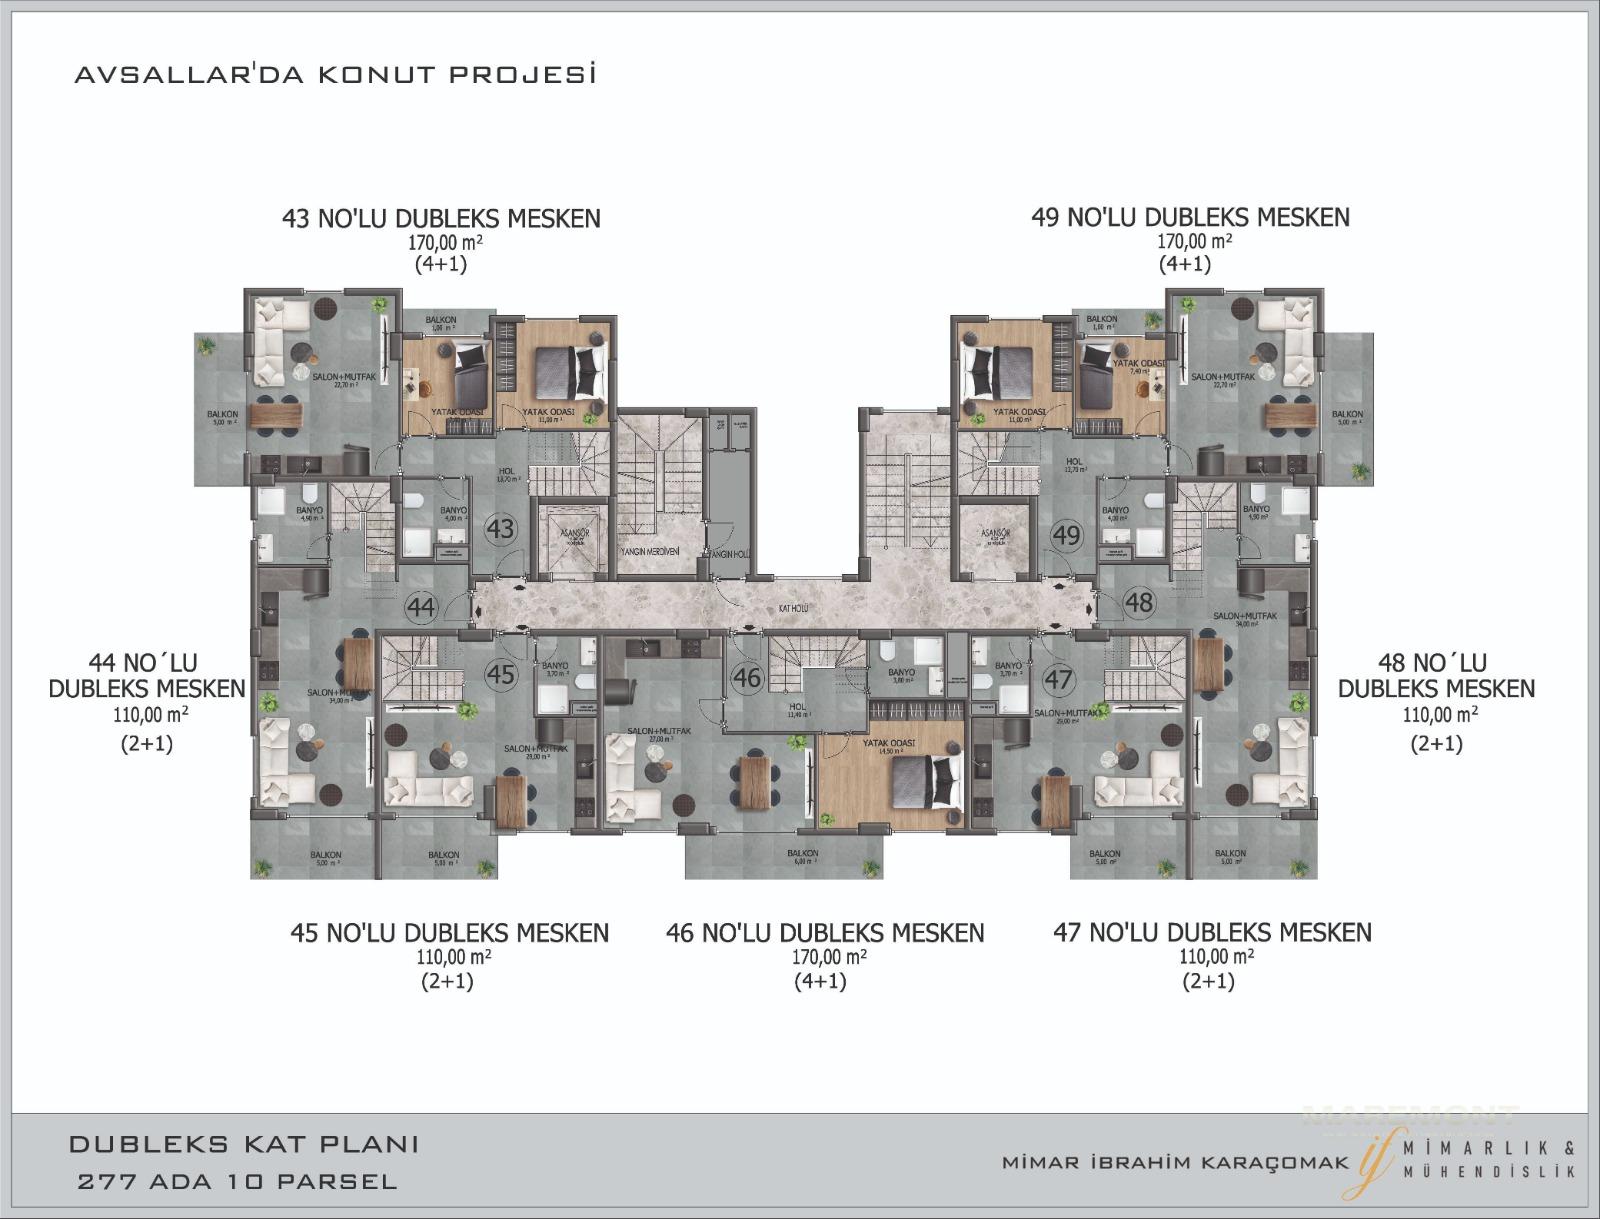 AVSALLAR'DA KONUT PROJESİ
43 NO'LU DUBLEKS MESKEN
170,00 m²
(4+1)
49 NO'LU DUBLEKS MESKEN
170,00 m²
(4+1)
BALKON
1,00 m²
SALON+MUTFAK
22,70 m²
YATAK ODASI
YATAK ODASI
11,00 m²
BALKON
5,00 m²
HOL
13,70 m²
BANYO
4,90 m²
BANYO
4,00 m²
43
ASANSÖR
YANGIN MERDİVENİ
YANGIN HOLÜ
BALKON
1,00 m²
YATAK ODASI
7,40 m²
SALON+MUTFAK
22,70 m²
YATAK ODASI
11,00 m²
BALKON
5,00 m²
HOL
13,70 m²
BANYO
4,00 m²
BANYO
4,90 m²
49
ASANSÖR
44
KAT HOLÜ
48
SALON+MUTFAK
34,00 m²
44 NO´LU
DUBLEKS MESKEN
110,00 m²
(2+1)
SALON+MUTFAK
34,00 m²
45
BANYO
3,70 m²
SALON+MUTFAK
29,00 m²
46
HOL
11,40 m²
BANYO
3,80 m²
SALON+MUTFAK
27,00 m²
YATAK ODASI
14,50 m²
BANYO
3,70 m²
47
SALON+MUTFAK
29,00 m²
48 NO´LU
DUBLEKS MESKEN
110,00 m²
(2+1)
BALKON
5,00 m²
BALKON
5,00 m²
BALKON
6,00 m²
BALKON
5,00 m²
BALKON
5,00 m²
45 NO'LU DUBLEKS MESKEN
110,00 m²
(2+1)
46 NO'LU DUBLEKS MESKEN
170,00 m²
(4+1)
47 NO'LU DUBLEKS MESKEN
110,00 m²
(2+1)
MAREMONT
DUBLEKS KAT PLANI
277 ADA 10 PARSEL
MİMAR İBRAHİM KARAÇOMAK
if
MİMARLIK &
MÜHENDİSLİK